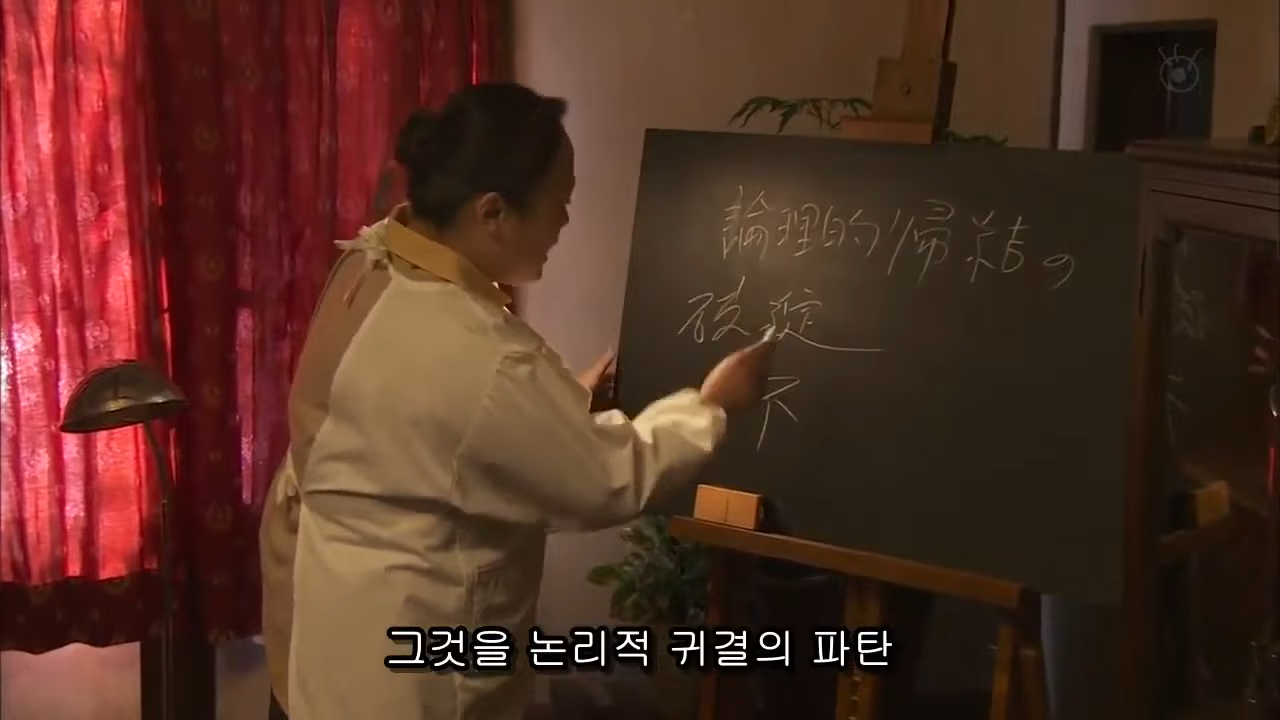 論理的帰結の
破綻
不
그것을 논리적 귀결의 파탄